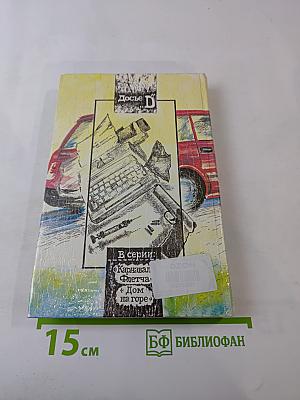 Досье "D"
В серии:
«Карнавал
Флетча»
«Дом
на горе»
15 см
БФ БИБЛИОФАН